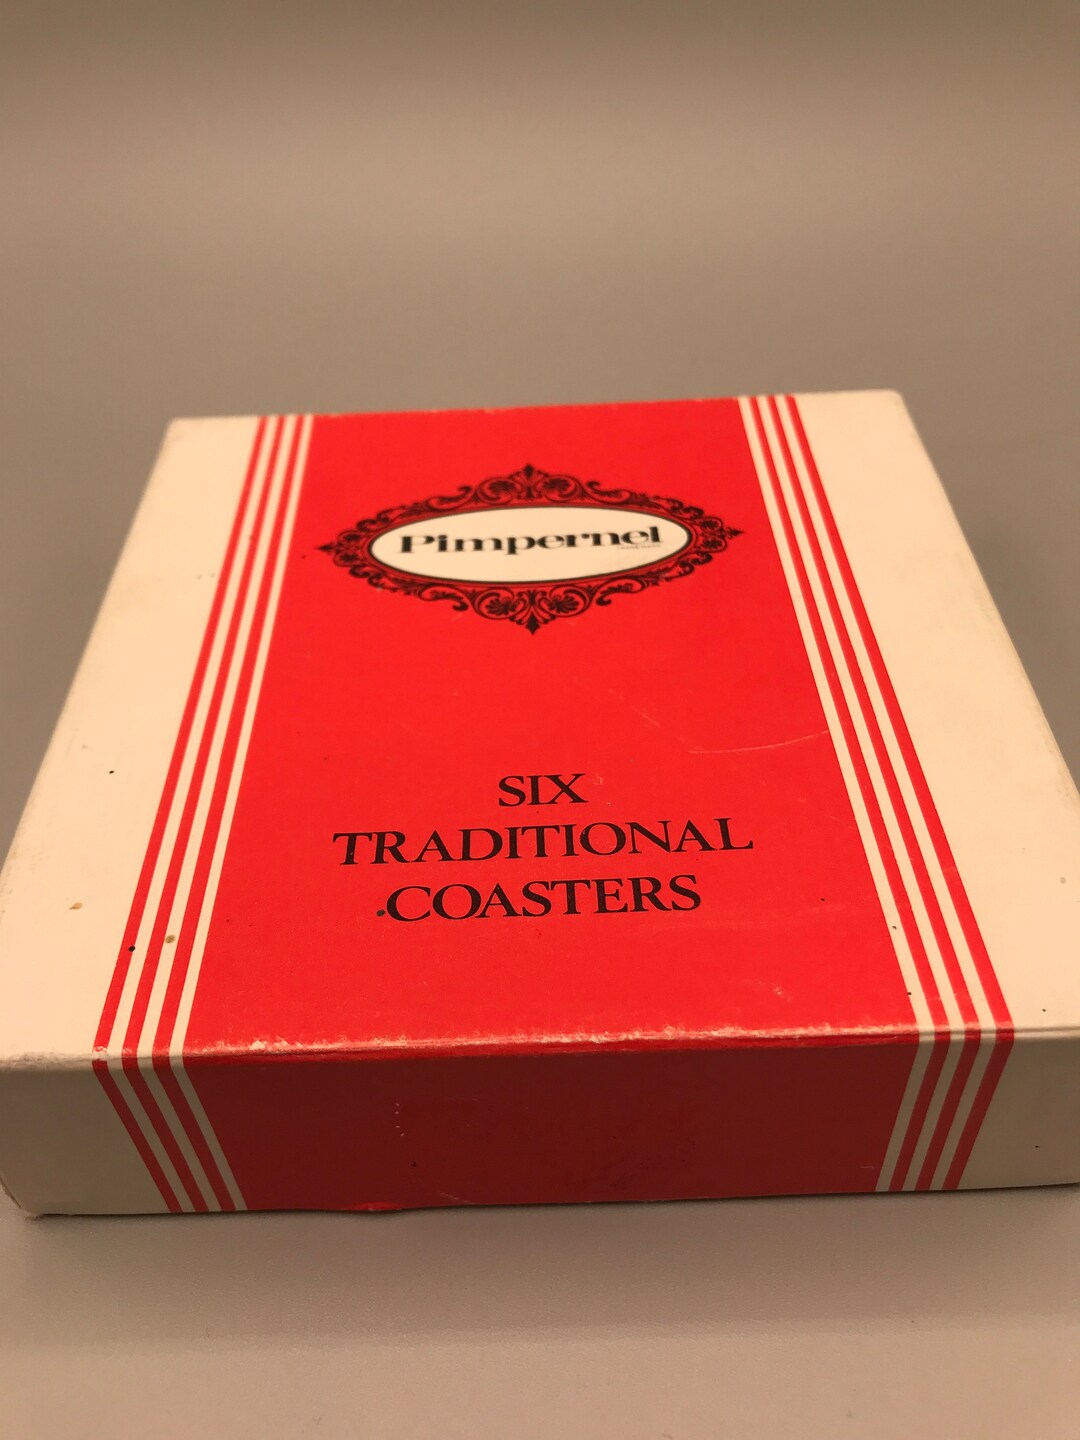 Pimpernel
SIX
TRADITIONAL
COASTERS